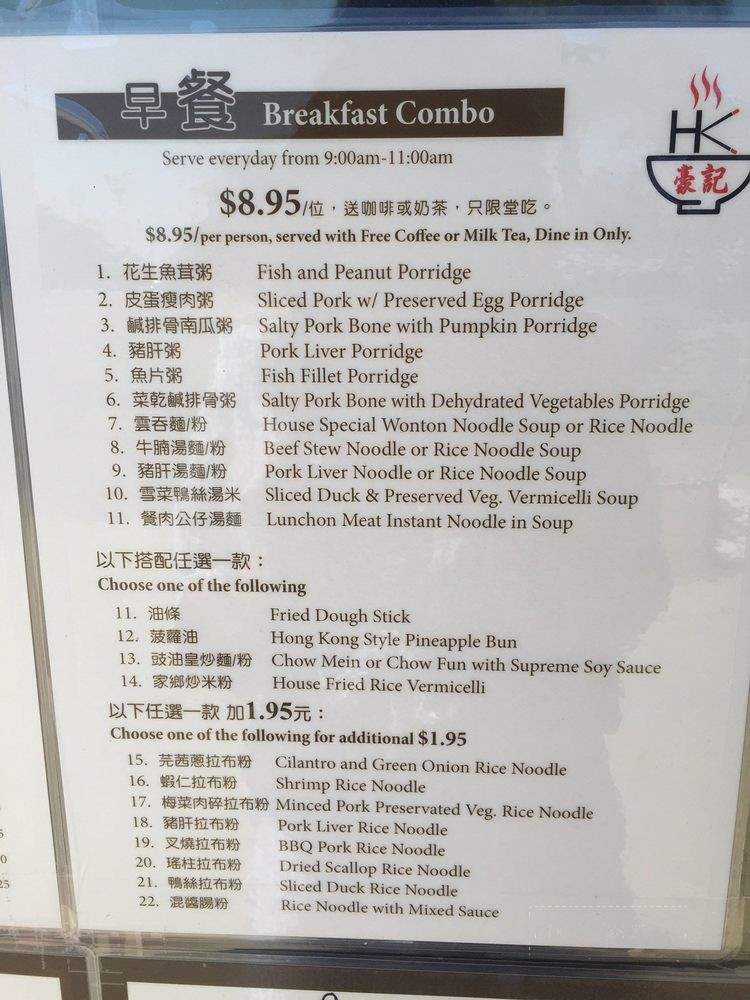 早餐 Breakfast Combo
HK
豪記
Serve everyday from 9:00am-11:00am
$8.95/位，送咖啡或奶茶，只限堂吃。
$8.95/per person, served with Free Coffee or Milk Tea, Dine in Only.
1. 花生魚茸粥 Fish and Peanut Porridge
2. 皮蛋瘦肉粥 Sliced Pork w/ Preserved Egg Porridge
3. 鹹排骨南瓜粥 Salty Pork Bone with Pumpkin Porridge
4. 豬肝粥 Pork Liver Porridge
5. 魚片粥 Fish Fillet Porridge
6. 菜乾鹹排骨粥 Salty Pork Bone with Dehydrated Vegetables Porridge
7. 雲吞麵/粉 House Special Wonton Noodle Soup or Rice Noodle
8. 牛腩湯麵/粉 Beef Stew Noodle or Rice Noodle Soup
9. 豬肝湯麵/粉 Pork Liver Noodle or Rice Noodle Soup
10. 雪菜鴨絲湯米 Sliced Duck & Preserved Veg. Vermicelli Soup
11. 餐肉公仔湯麵 Lunchon Meat Instant Noodle in Soup
以下搭配任選一款：
Choose one of the following
11. 油條 Fried Dough Stick
12. 菠蘿油 Hong Kong Style Pineapple Bun
13. 豉油皇炒麵/粉 Chow Mein or Chow Fun with Supreme Soy Sauce
14. 家鄉炒米粉 House Fried Rice Vermicelli
以下任選一款 加1.95元：
Choose one of the following for additional $1.95
15. 芫茜蔥拉布粉 Cilantro and Green Onion Rice Noodle
16. 蝦仁拉布粉 Shrimp Rice Noodle
17. 梅菜肉碎拉布粉 Minced Pork Preservated Veg. Rice Noodle
18. 豬肝拉布粉 Pork Liver Rice Noodle
19. 叉燒拉布粉 BBQ Pork Rice Noodle
20. 瑤柱拉布粉 Dried Scallop Rice Noodle
21. 鴨絲拉布粉 Sliced Duck Rice Noodle
22. 混醬腸粉 Rice Noodle with Mixed Sauce